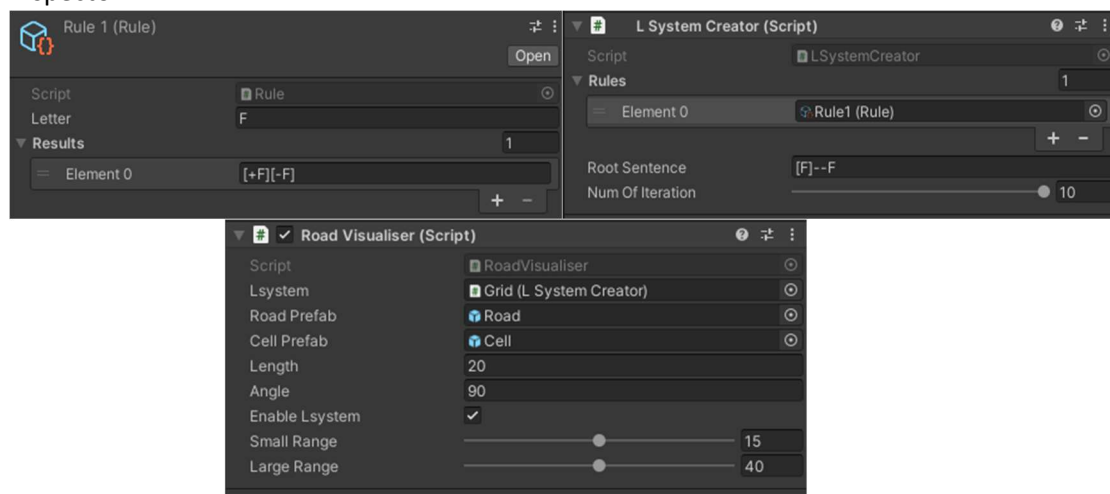 Rule 1 (Rule)
Open
Script Rule
Letter F
Results 1
Element 0 [+F][-F]
+ -
# L System Creator (Script)
Script LSystemCreator
Rules 1
Element 0 Rule1 (Rule)
+ -
Root Sentence [F]--F
Num Of Iteration 10
# Road Visualiser (Script)
Script RoadVisualiser
Lsystem Grid (L System Creator)
Road Prefab Road
Cell Prefab Cell
Length 20
Angle 90
Enable Lsystem
Small Range 15
Large Range 40